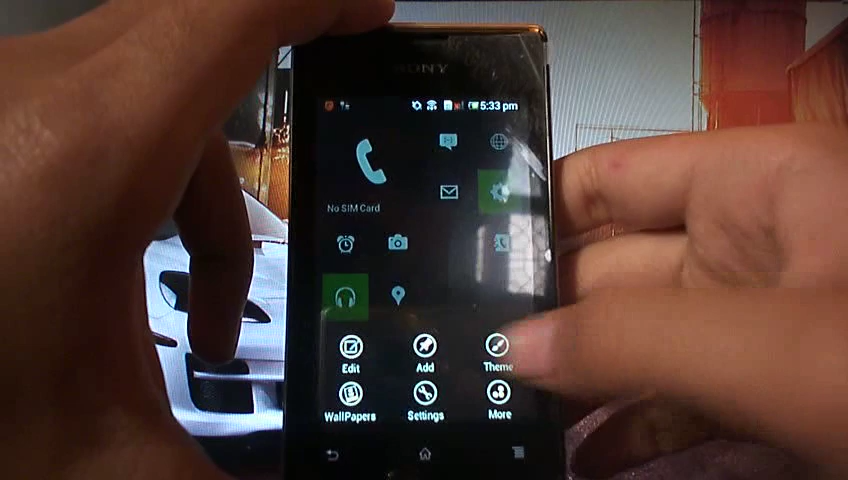 SONY
5:33 pm
No SIM Card
Edit
Add
Theme
WallPapers
Settings
More